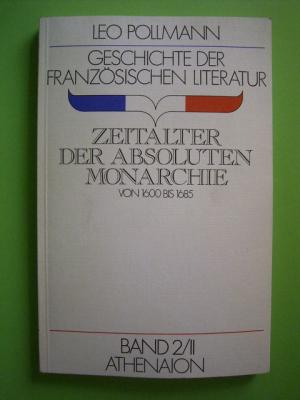 LEO POLLMANN
GESCHICHTE DER
FRANZÖSISCHEN LITERATUR
ZEITALTER
DER ABSOLUTEN
MONARCHIE
VON 1600 BIS 1685
BAND 2/II
ATHENAION